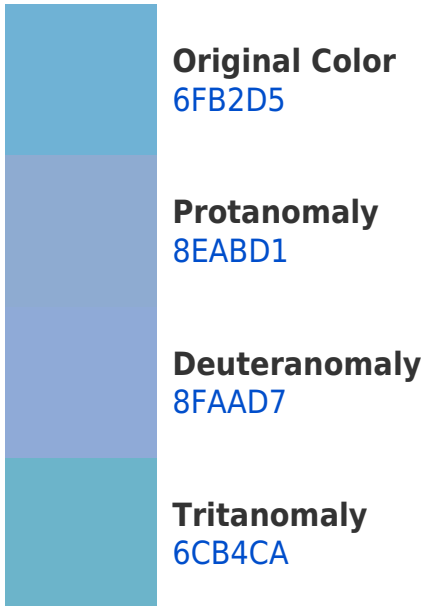 Original Color
6FB2D5
Protanomaly
8EABD1
Deuteranomaly
8FAAD7
Tritanomaly
6CB4CA